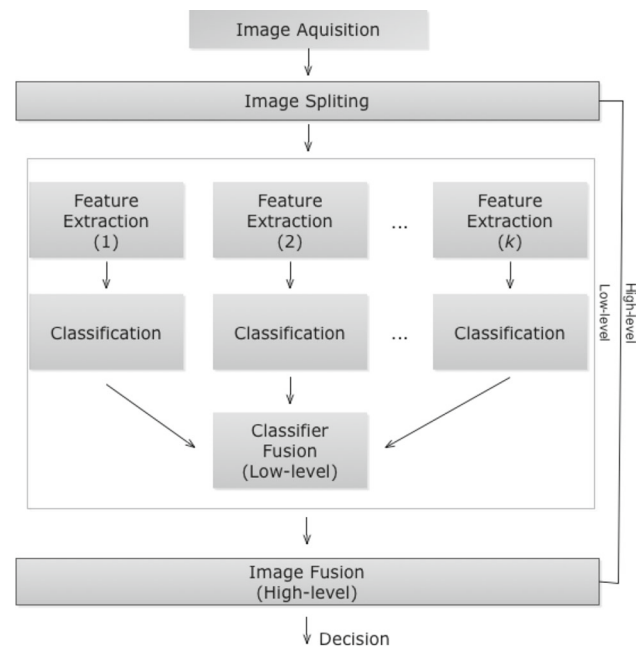 Image Aquisition
Image Spliting
Feature
Extraction
(1)
Feature
Extraction
(2)
...
Feature
Extraction
(k)
Classification
Classification
...
Classification
Classifier
Fusion
(Low-level)
Low-level
High-level
Image Fusion
(High-level)
Decision